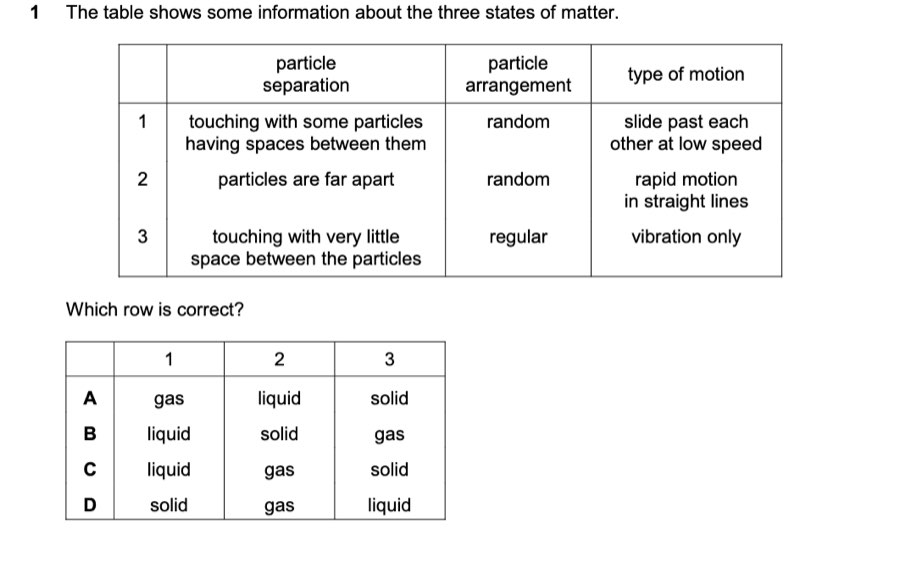 1 The table shows some information about the three states of matter.
particle separation particle arrangement type of motion
1 touching with some particles having spaces between them random slide past each other at low speed
2 particles are far apart random rapid motion in straight lines
3 touching with very little space between the particles regular vibration only
Which row is correct?
1 2 3
A gas liquid solid
B liquid solid gas
C liquid gas solid
D solid gas liquid